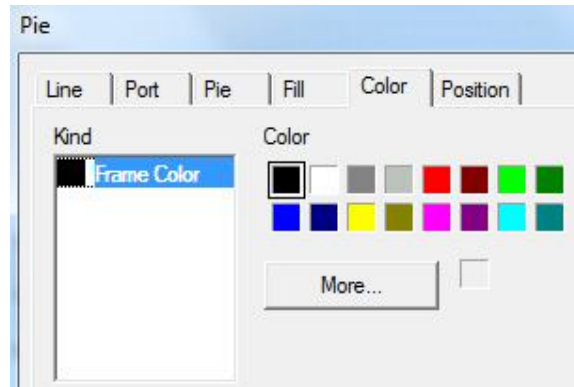 Pie
Line Port Pie Fill Color Position
Kind Color
Frame Color
More...